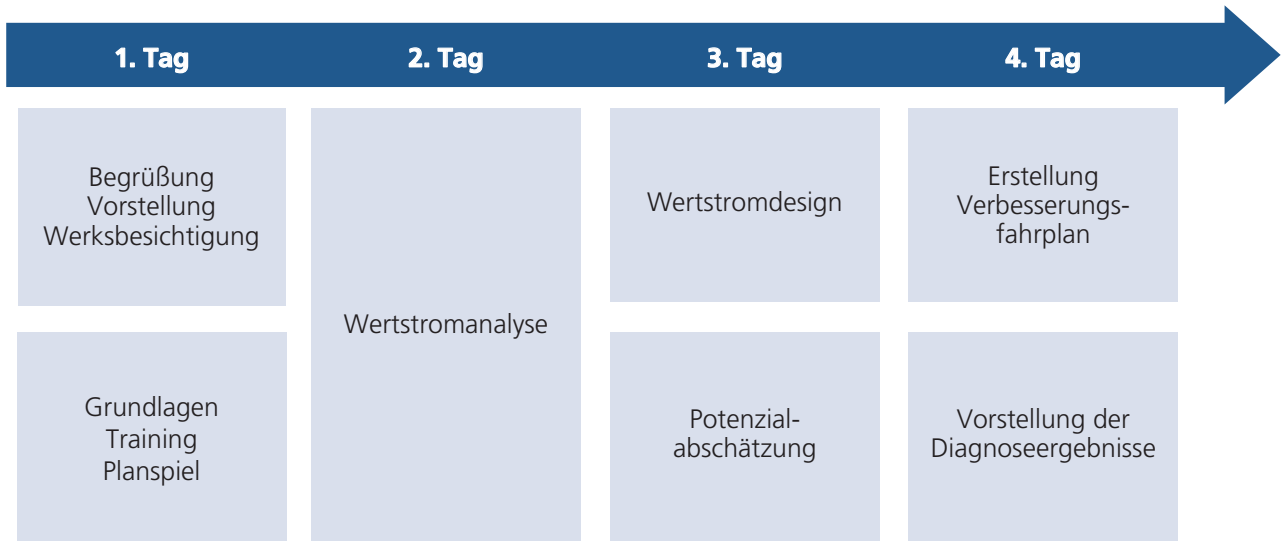 1. Tag
2. Tag
3. Tag
4. Tag
Begrüßung
Vorstellung
Werksbesichtigung
Grundlagen
Training
Planspiel
Wertstromanalyse
Wertstromdesign
Potenzial-
abschätzung
Erstellung
Verbesserungs-
fahrplan
Vorstellung der
Diagnoseergebnisse